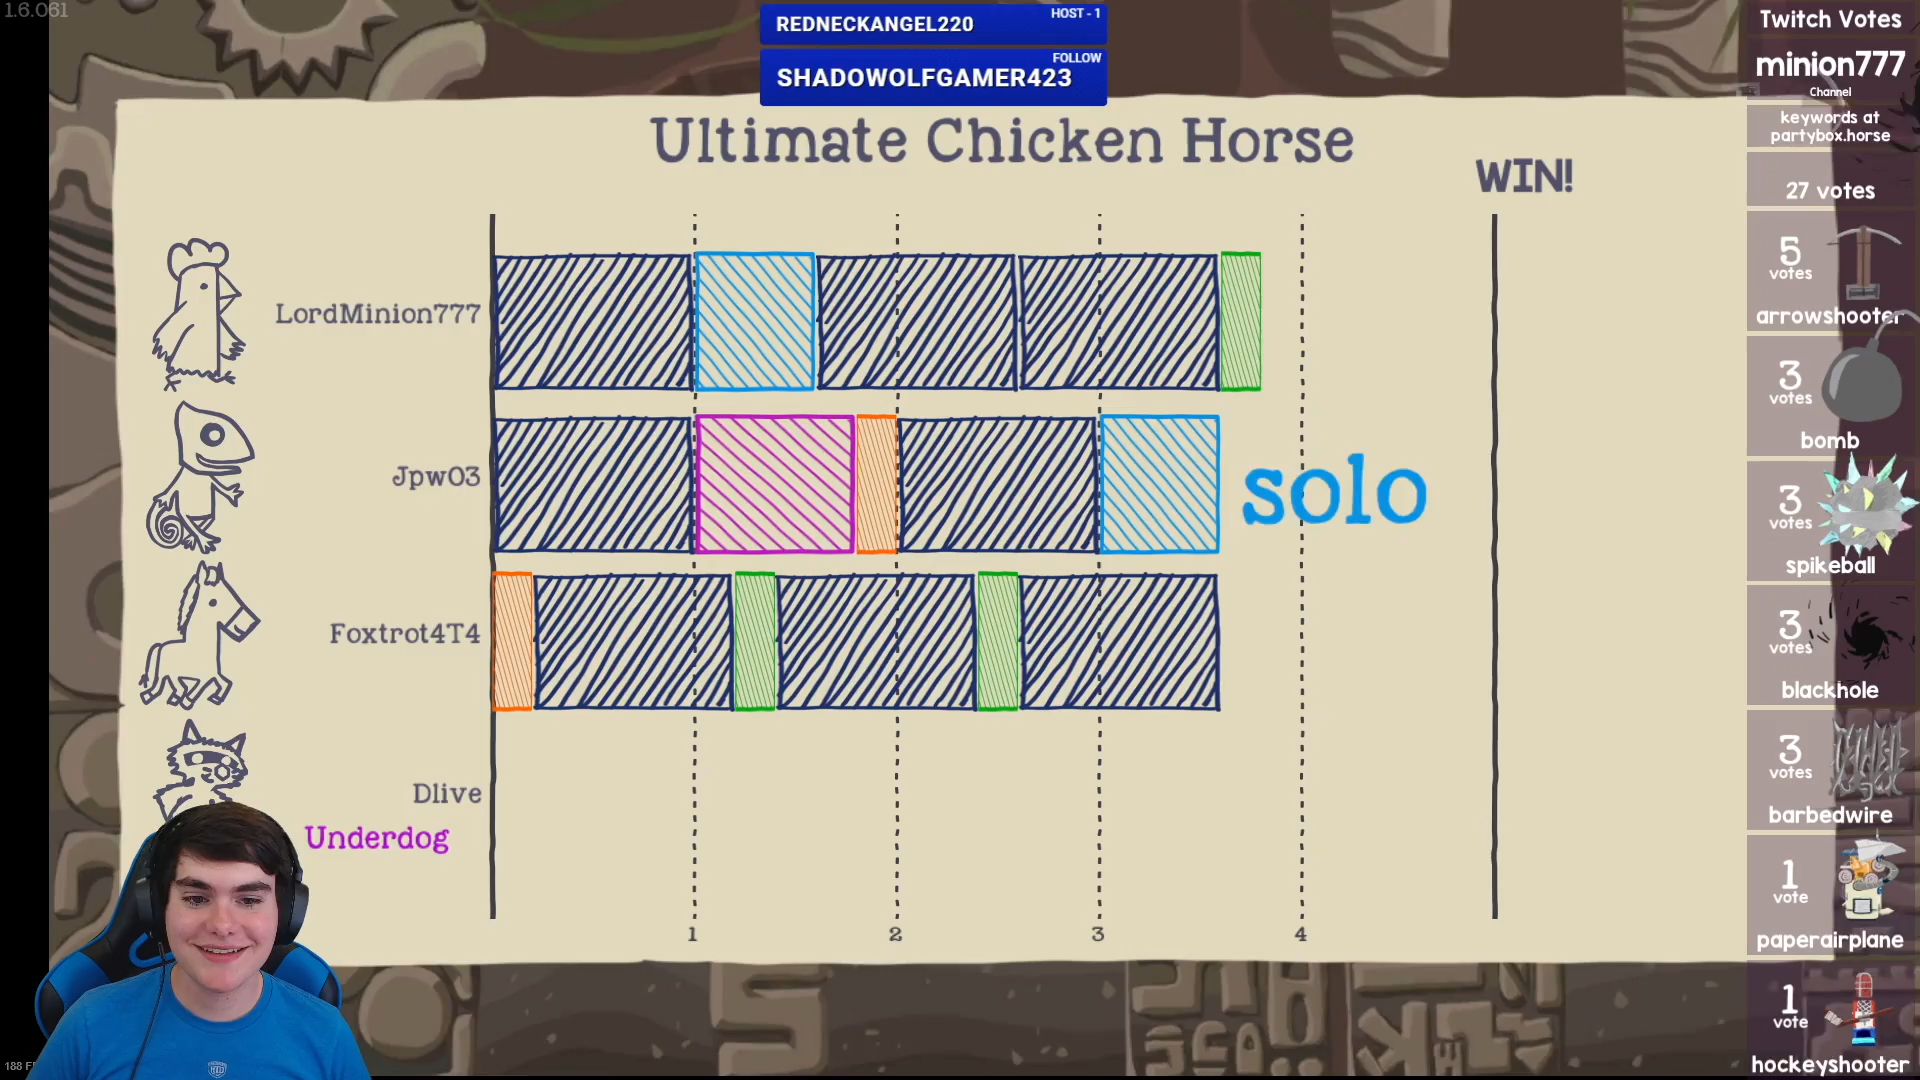 1.6.061
REDNECKANGEL220
HOST - 1
SHADOWOLFGAMER423
FOLLOW
Ultimate Chicken Horse
WIN!
LordMinion777
Jpw03
solo
Foxtrot4T4
Dlive
Underdog
1 2 3 4
Twitch Votes
minion777
Channel
keywords at
partybox.horse
27 votes
5
votes
arrowshooter
3
votes
bomb
3
votes
spikeball
3
votes
blackhole
3
votes
barbedwire
1
vote
paperairplane
1
vote
hockeyshooter
188